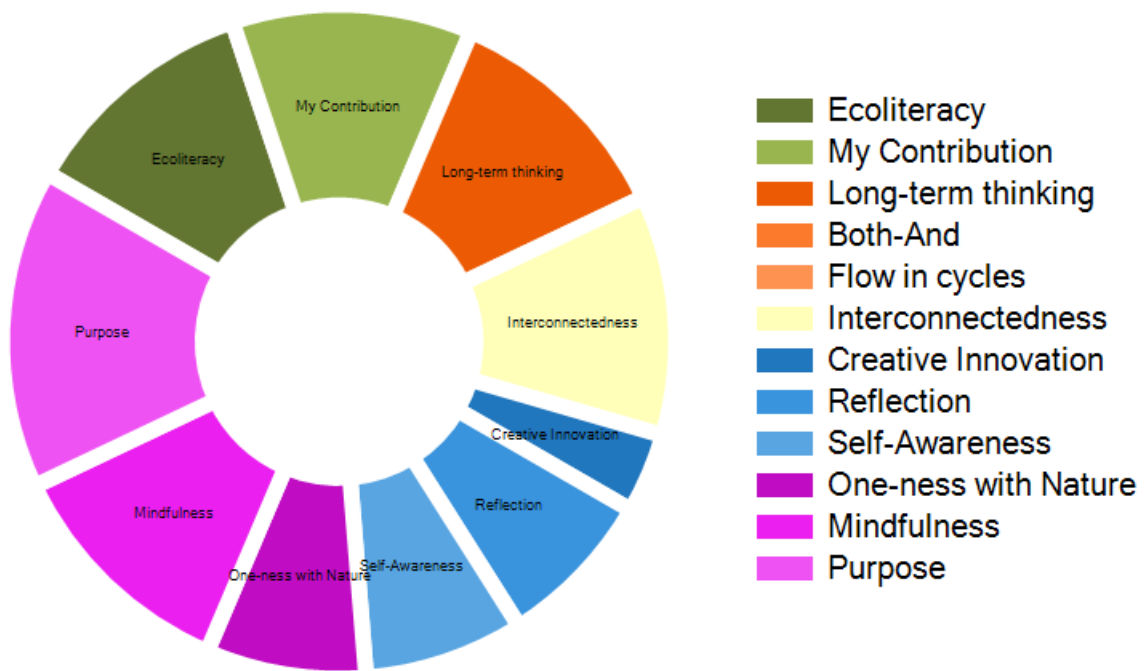 My Contribution
Ecoliteracy
Long-term thinking
Interconnectedness
Purpose
Creative Innovation
Reflection
Mindfulness
Self-Awareness
One-ness with Nature
Ecoliteracy
My Contribution
Long-term thinking
Both-And
Flow in cycles
Interconnectedness
Creative Innovation
Reflection
Self-Awareness
One-ness with Nature
Mindfulness
Purpose